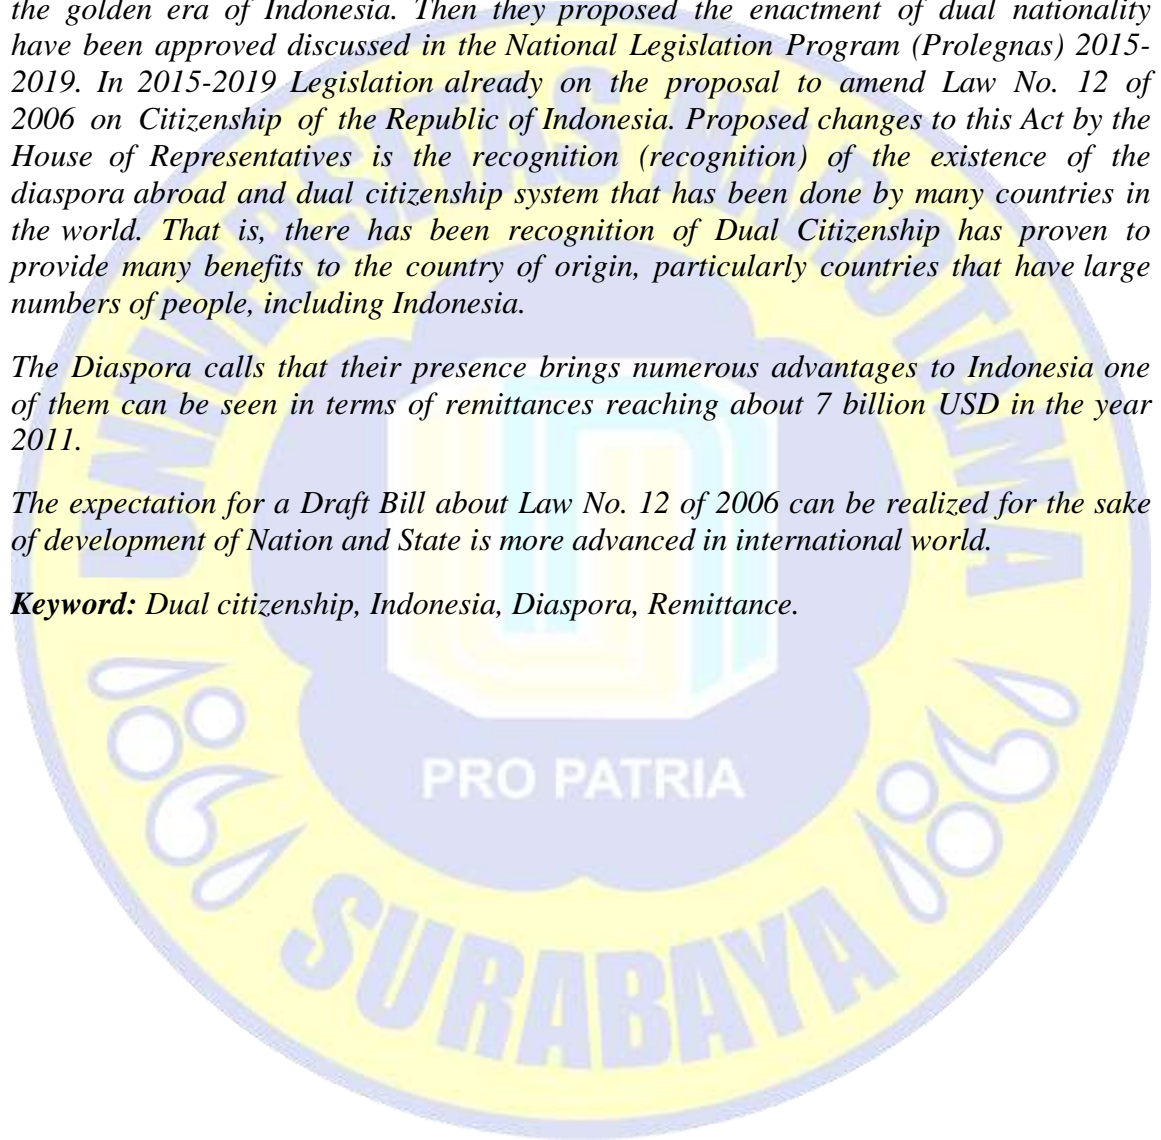 the golden era of Indonesia. Then they proposed the enactment of dual nationality
have been approved discussed in the National Legislation Program (Prolegnas) 2015-
2019. In 2015-2019 Legislation already on the proposal to amend Law No. 12 of
2006 on Citizenship of the Republic of Indonesia. Proposed changes to this Act by the
House of Representatives is the recognition (recognition) of the existence of the
diaspora abroad and dual citizenship system that has been done by many countries in
the world. That is, there has been recognition of Dual Citizenship has proven to
provide many benefits to the country of origin, particularly countries that have large
numbers of people, including Indonesia.
The Diaspora calls that their presence brings numerous advantages to Indonesia one
of them can be seen in terms of remittances reaching about 7 billion USD in the year
2011.
The expectation for a Draft Bill about Law No. 12 of 2006 can be realized for the sake
of development of Nation and State is more advanced in international world.
Keyword: Dual citizenship, Indonesia, Diaspora, Remittance.
UNIVERSITAS NAROTAMA
PRO PATRIA
SURABAYA